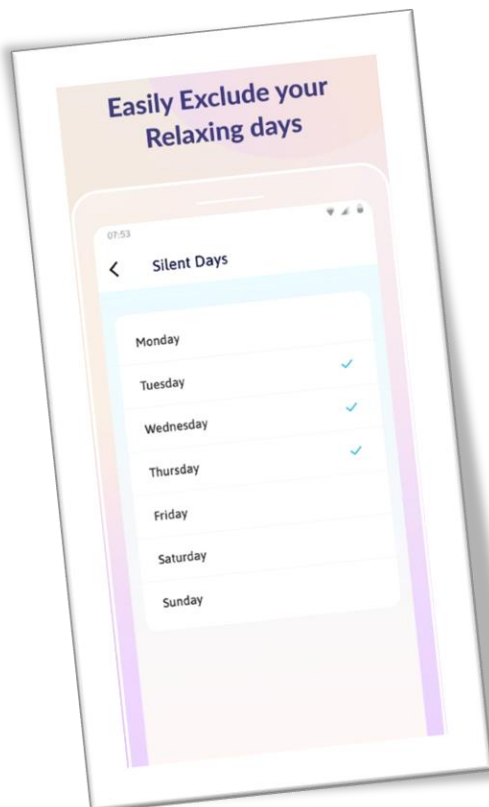 Easily Exclude your
Relaxing days
07:53
Silent Days
Monday
Tuesday
Wednesday
Thursday
Friday
Saturday
Sunday